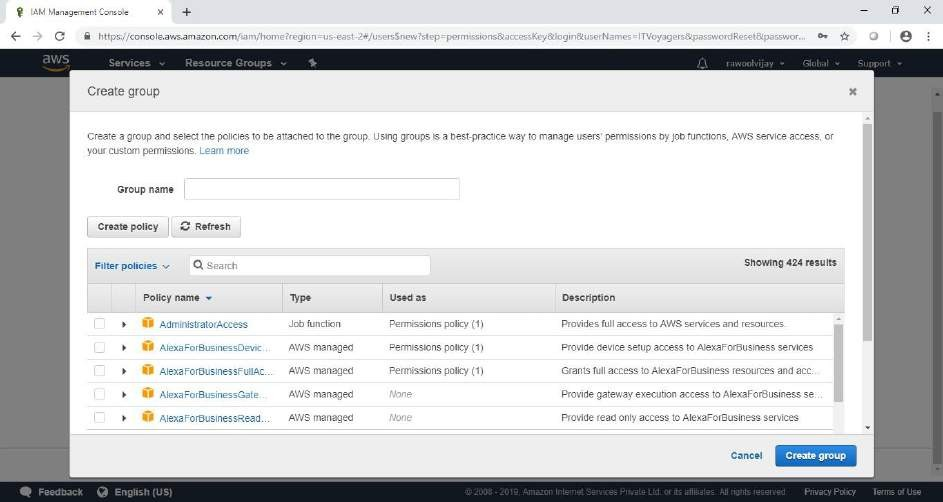 IAM Management Console
https://console.aws.amazon.com/iam/home?region=us-east-2#/users$new?step=permissions&accessKey&login&userNames=ITVoyagers&passwordReset&passwor...
aws Services Resource Groups rawoolvijay Global Support
Create group
Create a group and select the policies to be attached to the group. Using groups is a best-practice way to manage users' permissions by job functions, AWS service access, or
your custom permissions. Learn more
Group name
Create policy Refresh
Filter policies Search Showing 424 results
Policy name Type Used as Description
AdministratorAccess Job function Permissions policy (1) Provides full access to AWS services and resources.
AlexaForBusinessDevic... AWS managed Permissions policy (1) Provide device setup access to AlexaForBusiness services
AlexaForBusinessFullAc... AWS managed Permissions policy (1) Grants full access to AlexaForBusiness resources and acc...
AlexaForBusinessGate... AWS managed None Provide gateway execution access to AlexaForBusiness se...
AlexaForBusinessRead... AWS managed None Provide read only access to AlexaForBusiness services
Cancel Create group
Feedback English (US) © 2008 - 2019, Amazon Internet Services Private Ltd. or its affiliates. All rights reserved. Privacy Policy Terms of Use